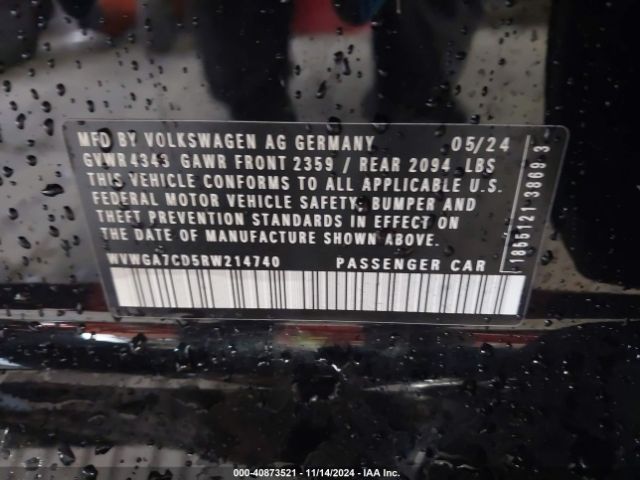 MFD BY VOLKSWAGEN AG GERMANY 05/24
GVWR 4343 GAWR FRONT 2359 / REAR 2094 LBS
THIS VEHICLE CONFORMS TO ALL APPLICABLE U.S.
FEDERAL MOTOR VEHICLE SAFETY, BUMPER AND
THEFT PREVENTION STANDARDS IN EFFECT ON
THE DATE OF MANUFACTURE SHOWN ABOVE.
WVWGA7CD5RW214740 PASSENGER CAR
1855121 3869 3
000-40873521 - 11/14/2024 - IAA Inc.